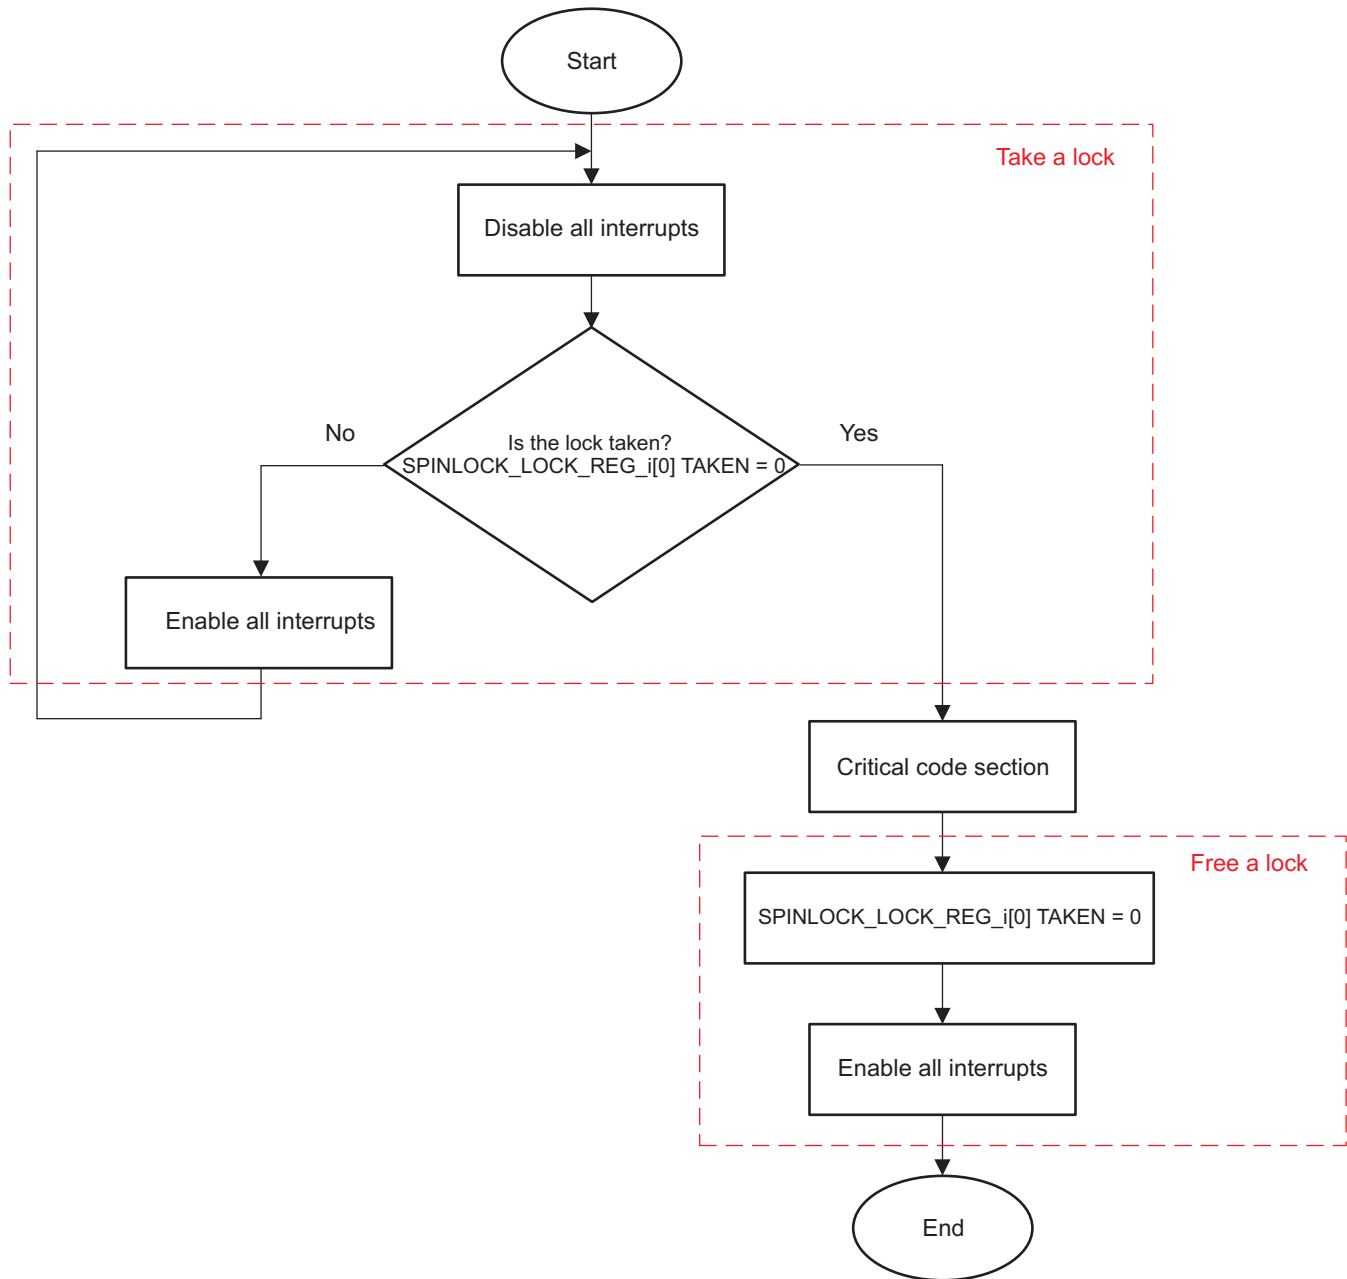 Start
Take a lock
Disable all interrupts
No
Yes
Is the lock taken?
SPINLOCK_LOCK_REG_i[0] TAKEN = 0
Enable all interrupts
Critical code section
Free a lock
SPINLOCK_LOCK_REG_i[0] TAKEN = 0
Enable all interrupts
End